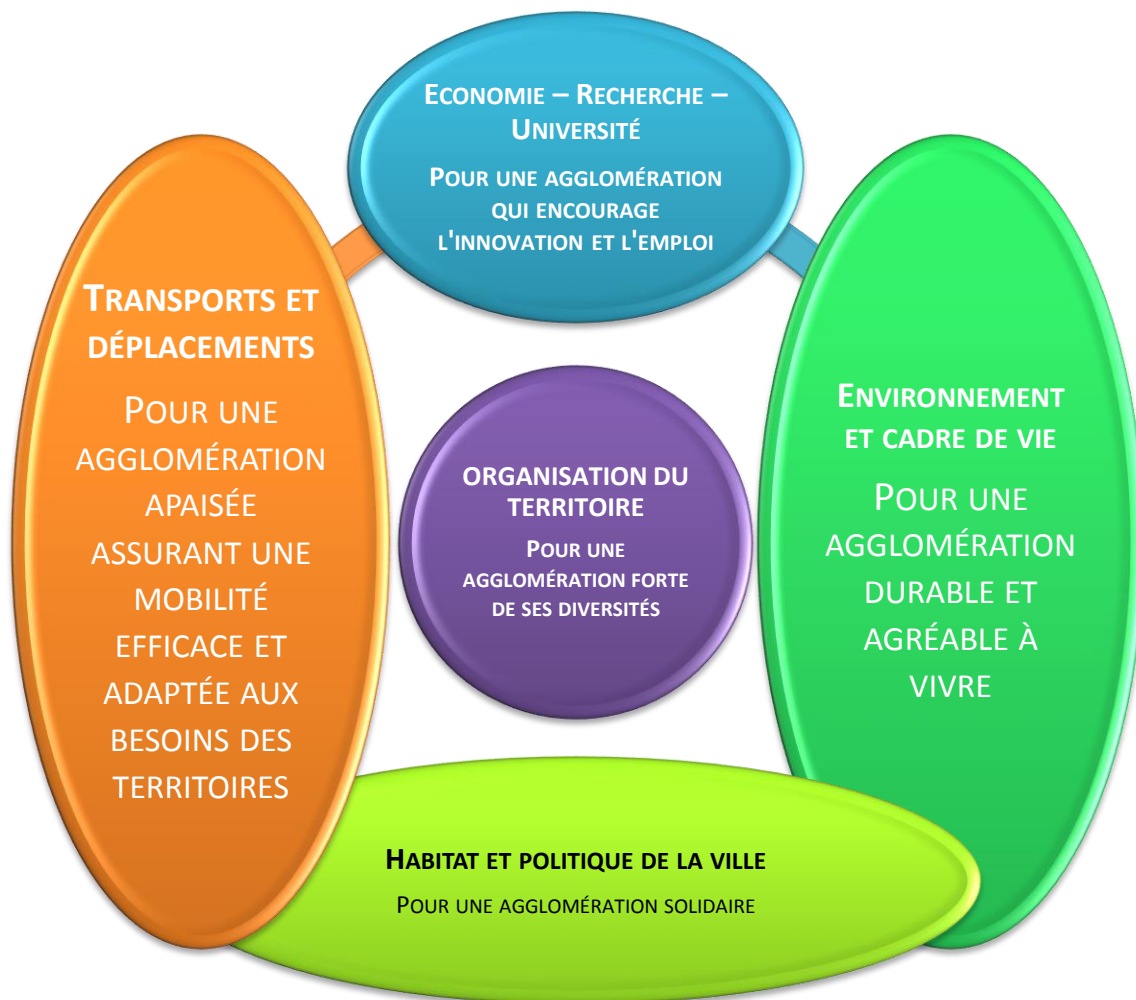 Economie – Recherche –
Université
Pour une agglomération
qui encourage
l'innovation et l'emploi
Transports et
déplacements
Pour une
agglomération
apaisée
assurant une
mobilité
efficace et
adaptée aux
besoins des
territoires
organisation du
territoire
Pour une
agglomération forte
de ses diversités
Environnement
et cadre de vie
Pour une
agglomération
durable et
agréable à
vivre
Habitat et politique de la ville
Pour une agglomération solidaire